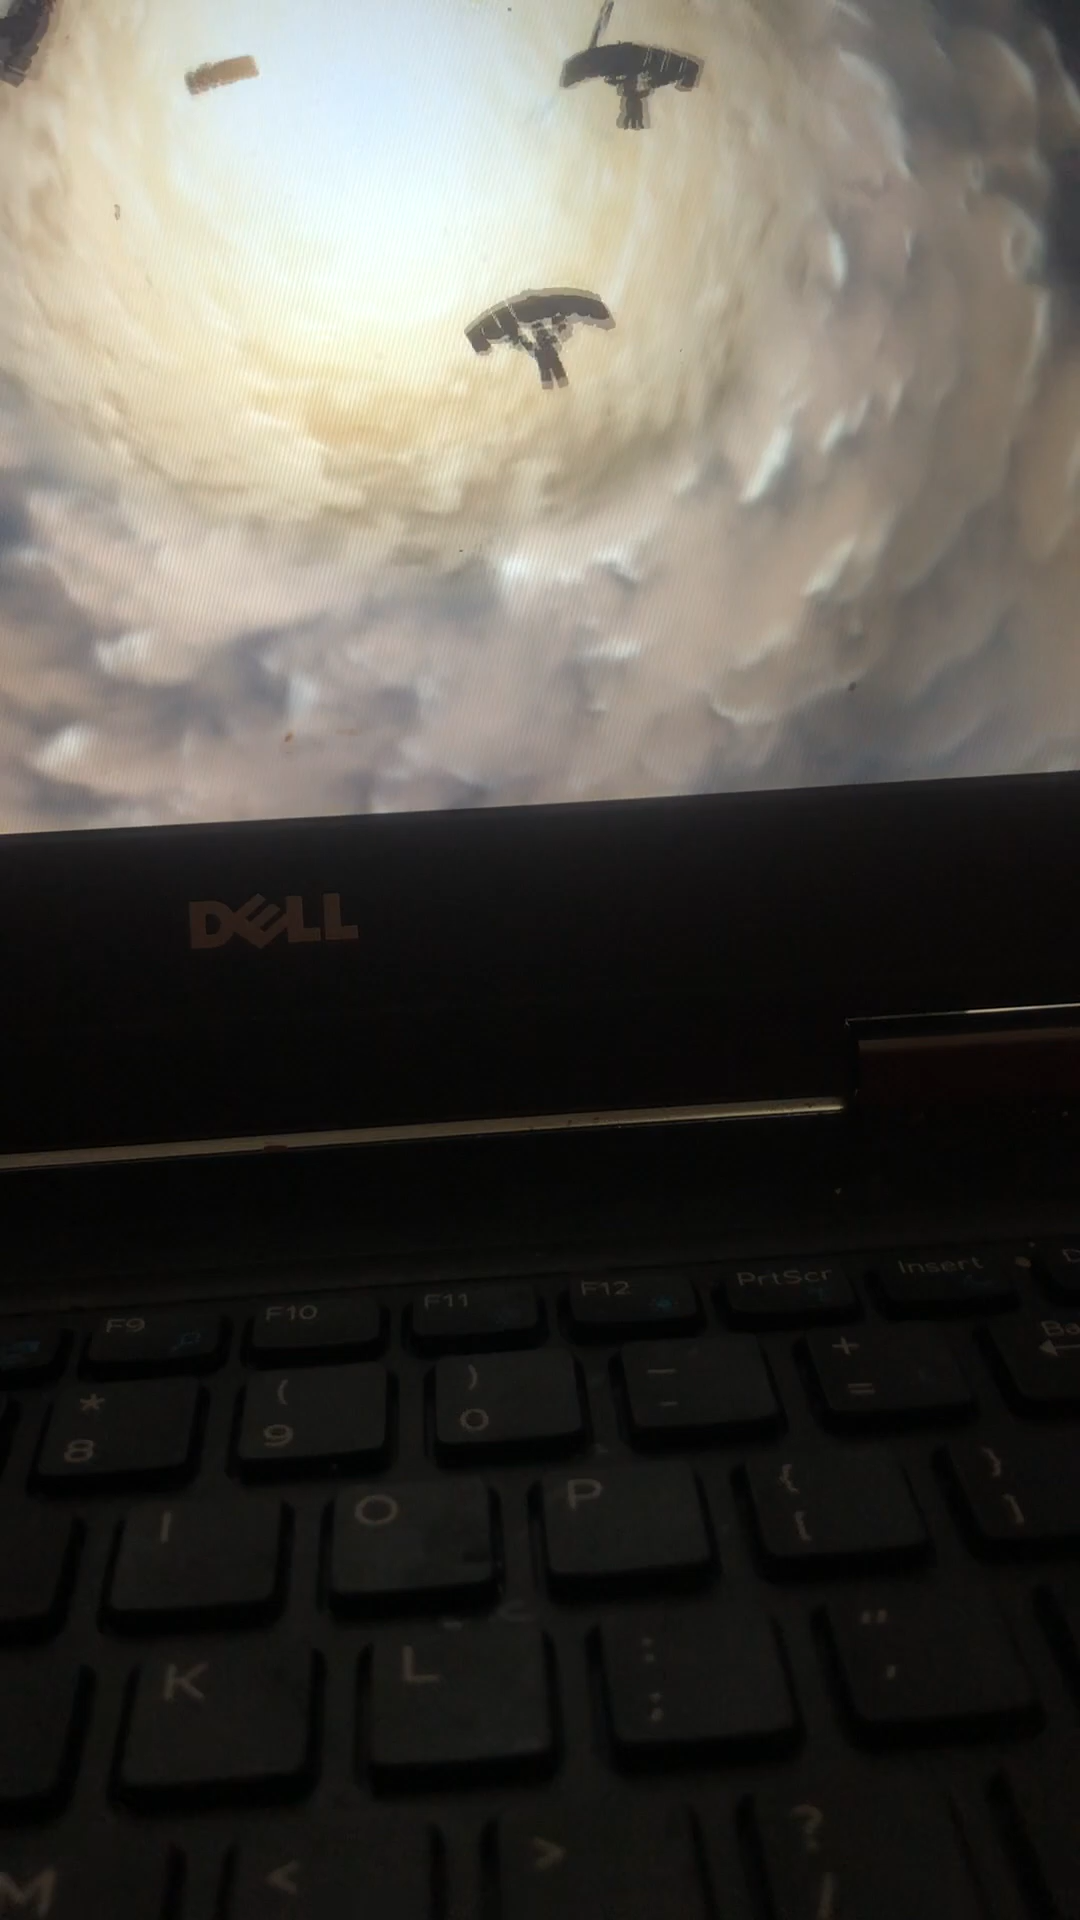 DELL
F9 F10 F11 F12 PrtScr Insert
* ( ) — +
8 9 0 - =
I O P { }
[ ]
K L : "
; '
M < > ?
/